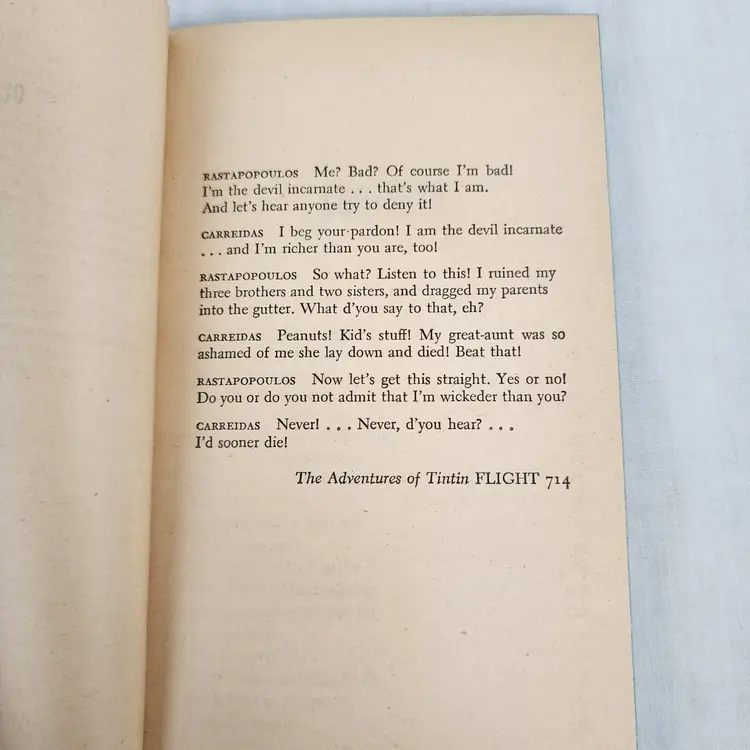 RASTAPOPOULOS Me? Bad? Of course I'm bad!
I'm the devil incarnate . . . that's what I am.
And let's hear anyone try to deny it!
CARREIDAS I beg your pardon! I am the devil incarnate
. . . and I'm richer than you are, too!
RASTAPOPOULOS So what? Listen to this! I ruined my
three brothers and two sisters, and dragged my parents
into the gutter. What d'you say to that, eh?
CARREIDAS Peanuts! Kid's stuff! My great-aunt was so
ashamed of me she lay down and died! Beat that!
RASTAPOPOULOS Now let's get this straight. Yes or no!
Do you or do you not admit that I'm wickeder than you?
CARREIDAS Never! . . . Never, d'you hear? . . .
I'd sooner die!
The Adventures of Tintin FLIGHT 714